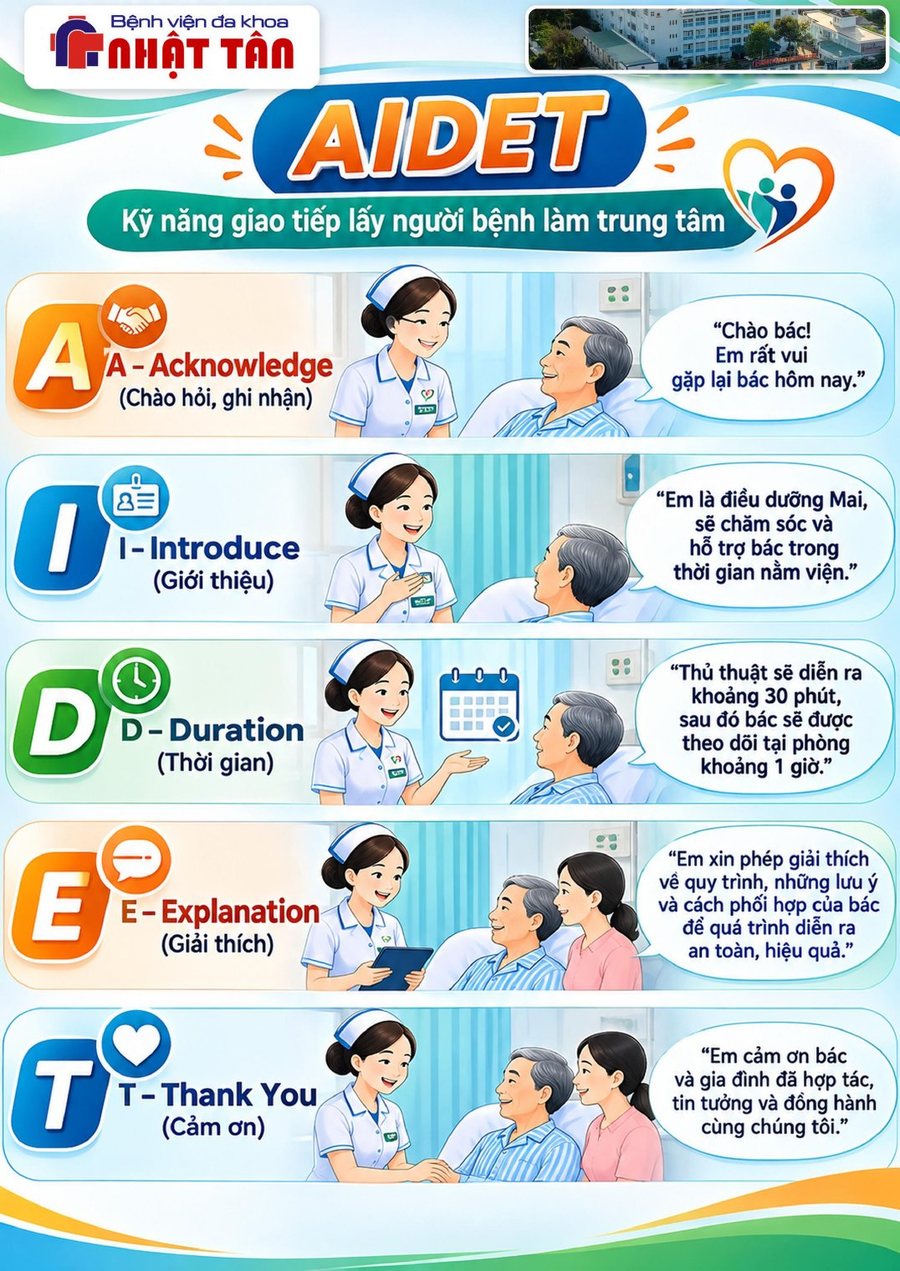 Bệnh viện đa khoa
NHẬT TÂN
AIDET
Kỹ năng giao tiếp lấy người bệnh làm trung tâm
A
A – Acknowledge
(Chào hỏi, ghi nhận)
“Chào bác!
Em rất vui
gặp lại bác hôm nay.”
I
I – Introduce
(Giới thiệu)
“Em là điều dưỡng Mai,
sẽ chăm sóc và
hỗ trợ bác trong
thời gian nằm viện.”
D
D – Duration
(Thời gian)
“Thủ thuật sẽ diễn ra
khoảng 30 phút,
sau đó bác sẽ được
theo dõi tại phòng
khoảng 1 giờ.”
E
E – Explanation
(Giải thích)
“Em xin phép giải thích
về quy trình, những lưu ý
và cách phối hợp của bác
để quá trình diễn ra
an toàn, hiệu quả.”
T
T – Thank You
(Cảm ơn)
“Em cảm ơn bác
và gia đình đã hợp tác,
tin tưởng và đồng hành
cùng chúng tôi.”